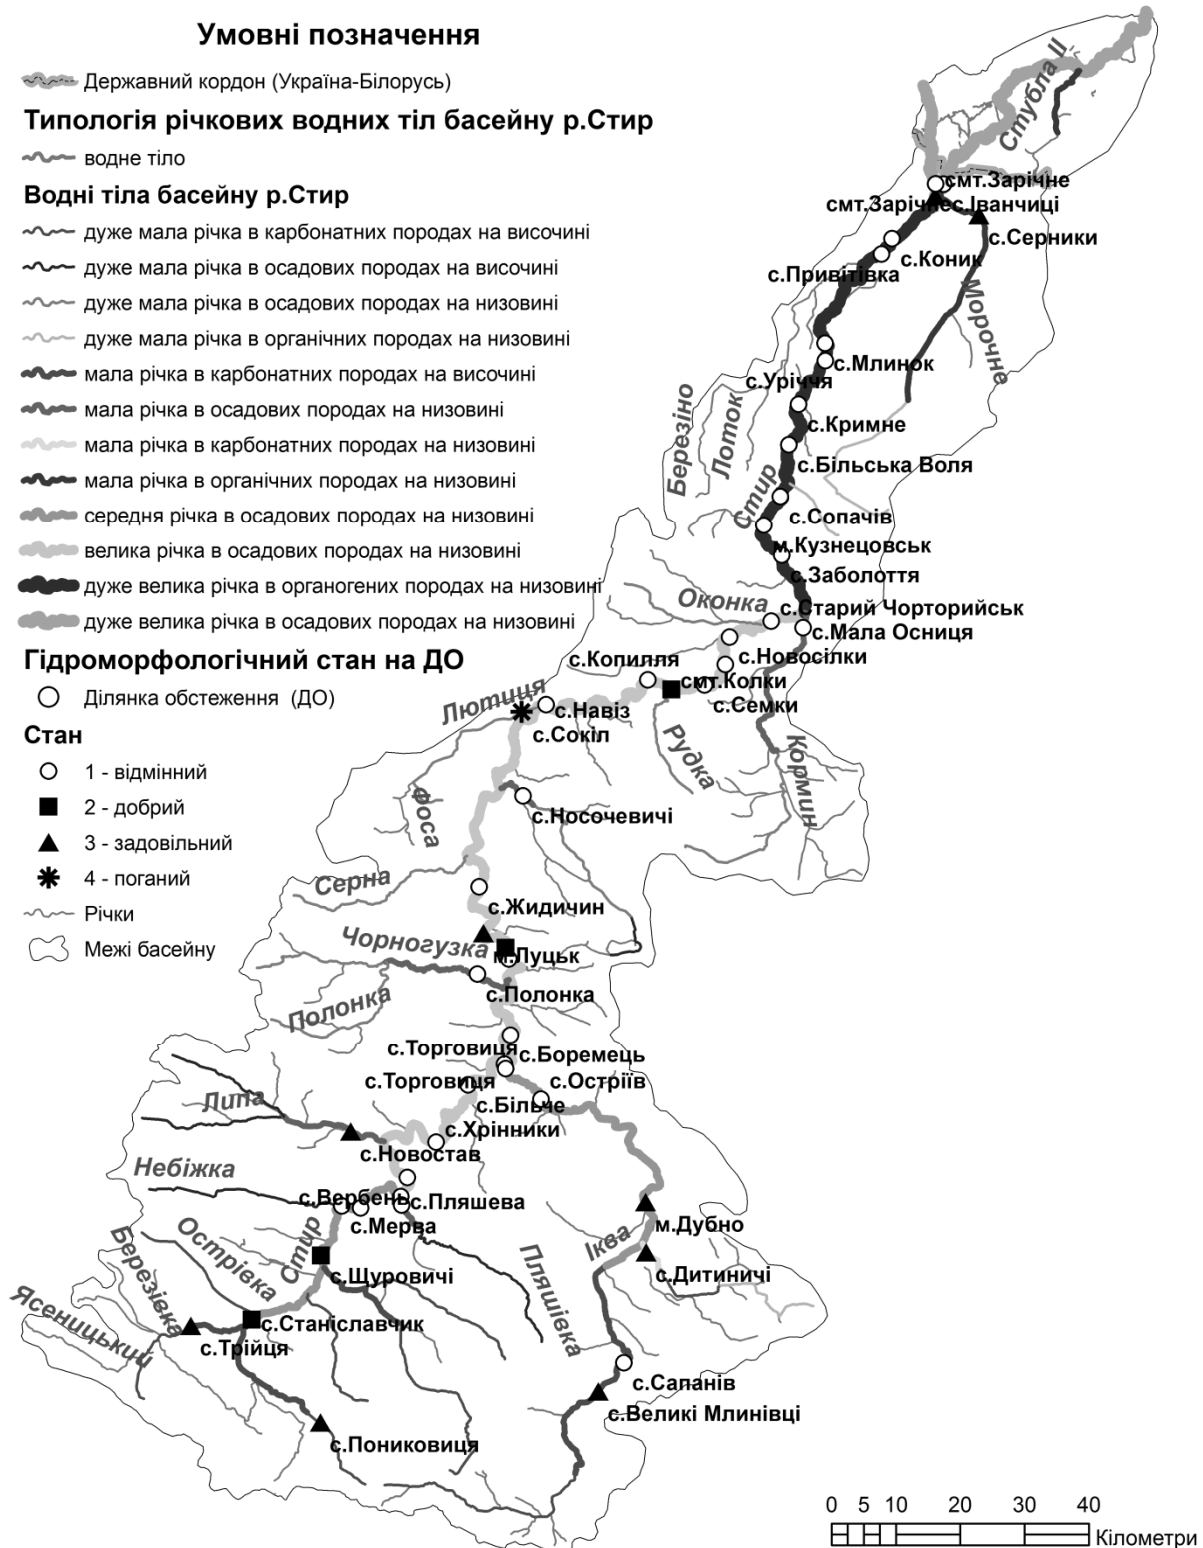 Умовні позначення
Державний кордон (Україна-Білорусь)
Типологія річкових водних тіл басейну р.Стир
водне тіло
Водні тіла басейну р.Стир
дуже мала річка в карбонатних породах на височині
дуже мала річка в осадових породах на височині
дуже мала річка в осадових породах на низовині
дуже мала річка в органічних породах на низовині
мала річка в карбонатних породах на височині
мала річка в осадових породах на низовині
мала річка в карбонатних породах на низовині
мала річка в органічних породах на низовині
середня річка в осадових породах на низовині
велика річка в осадових породах на низовині
дуже велика річка в органогених породах на низовині
дуже велика річка в осадових породах на низовині
Гідроморфологічний стан на ДО
Ділянка обстеження (ДО)
Стан
1 - відмінний
2 - добрий
3 - задовільний
4 - поганий
Річки
Межі басейну
Стубла II
смт.Зарічне
смт.Зарічне
с.Іванчиці
с.Серники
с.Коник
с.Привітівка
Морочне
с.Млинок
с.Уріччя
Березіно
Лоток
с.Кримне
с.Більська Воля
Стир
с.Сопачів
м.Кузнецовськ
с.Заболоття
Оконка
с.Старий Чорторийськ
с.Мала Осниця
с.Новосілки
с.Копилля
смт.Колки
с.Семки
Лютиця
с.Навіз
с.Сокіл
Рудка
Кормин
Фоса
с.Носочевичі
Серна
с.Жидичин
Чорногузка
м.Луцьк
с.Полонка
Полонка
с.Торговиця
с.Боремець
с.Торговиця
с.Остріїв
с.Більче
Липа
с.Хрінники
с.Новостав
Небіжка
с.Вербень
с.Пляшева
с.Мерва
м.Дубно
Іква
с.Дитиничі
Стир
Острівка
с.Щуровичі
Пляшівка
Березівка
Ясеницький
с.Станіславчик
с.Трійця
с.Сапанів
с.Великі Млинівці
с.Пониковиця
0 5 10 20 30 40
Кілометри